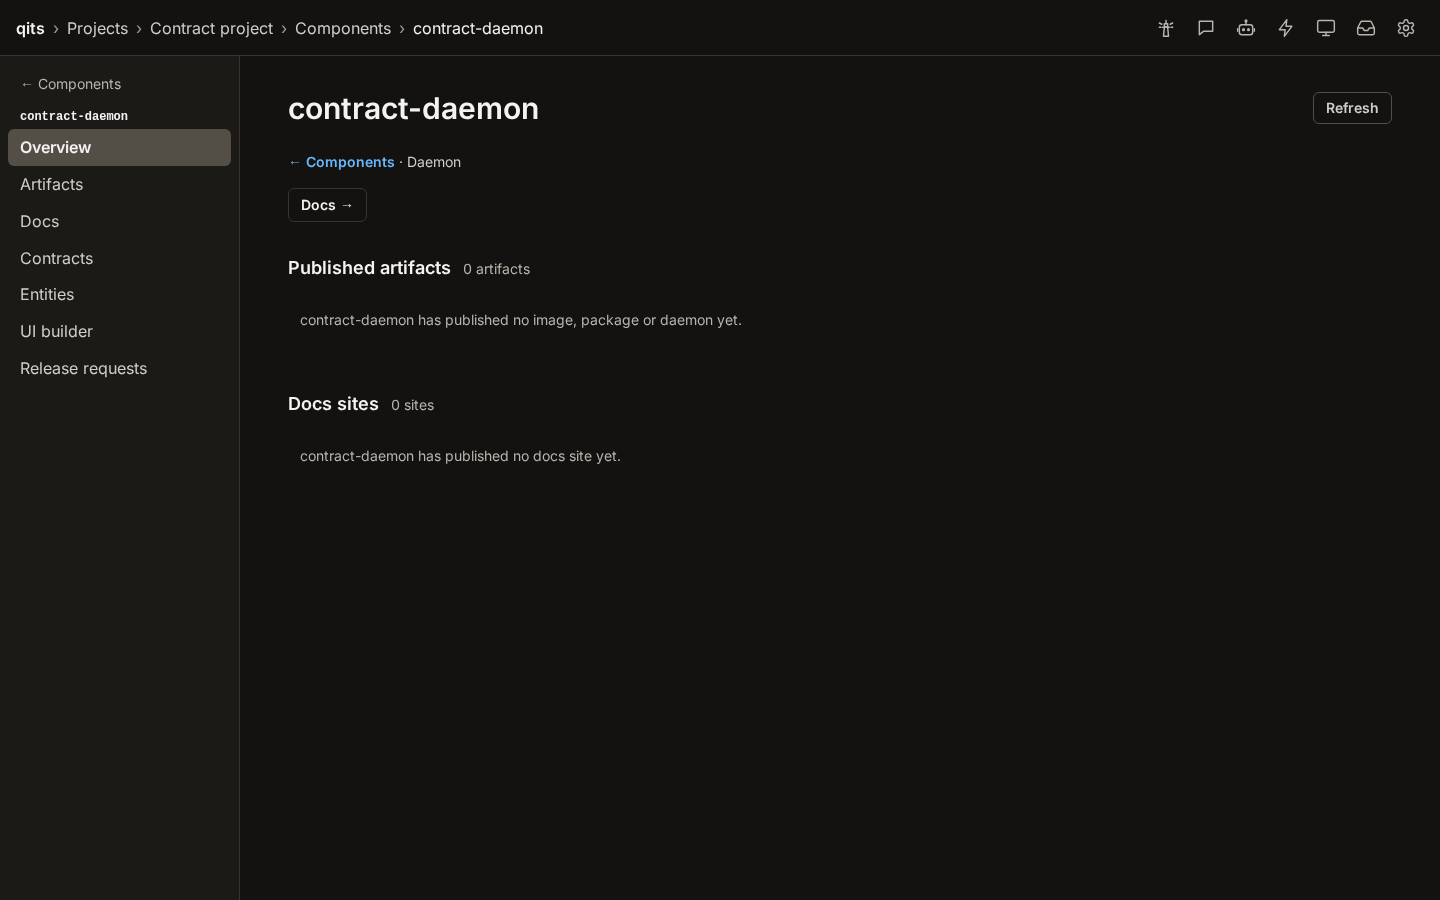 qits › Projects › Contract project › Components › contract-daemon
← Components
contract-daemon
Overview
Artifacts
Docs
Contracts
Entities
UI builder
Release requests
contract-daemon
Refresh
← Components · Daemon
Docs →
Published artifacts 0 artifacts
contract-daemon has published no image, package or daemon yet.
Docs sites 0 sites
contract-daemon has published no docs site yet.